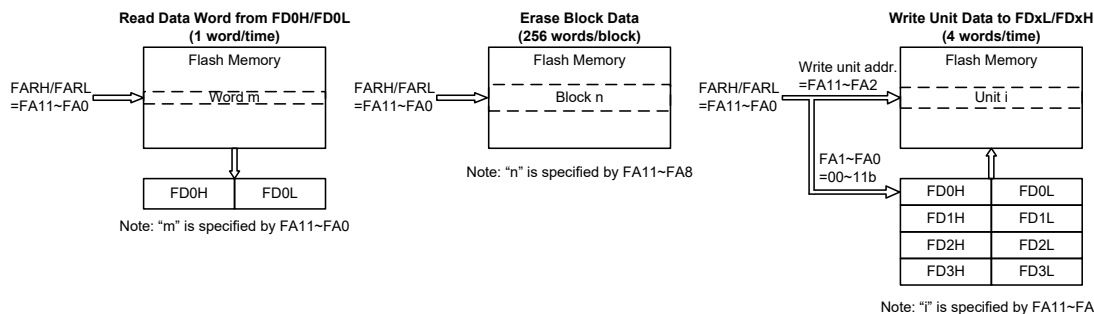 Read Data Word from FD0H/FD0L
(1 word/time)
Flash Memory
FARH/FARL
=FA11~FA0
Word m
FD0H FD0L
Note: “m” is specified by FA11~FA0
Erase Block Data
(256 words/block)
Flash Memory
FARH/FARL
=FA11~FA0
Block n
Note: “n” is specified by FA11~FA8
Write Unit Data to FDxL/FDxH
(4 words/time)
Flash Memory
Write unit addr.
=FA11~FA2
FARH/FARL
=FA11~FA0
Unit i
FA1~FA0
=00~11b
FD0H FD0L
FD1H FD1L
FD2H FD2L
FD3H FD3L
Note: “i” is specified by FA11~FA